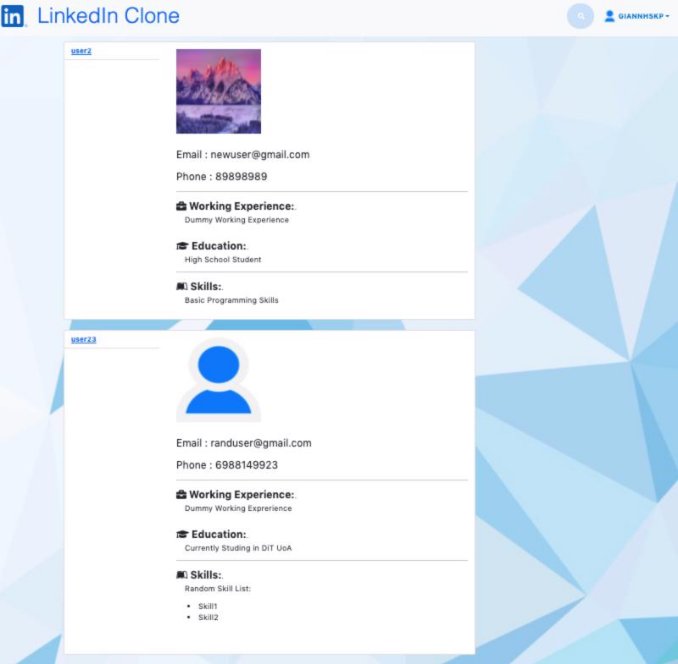 in LinkedIn Clone
GIANNHSKP
user2
Email : newuser@gmail.com
Phone : 89898989
Working Experience:.
Dummy Working Experience
Education:.
High School Student
Skills:.
Basic Programming Skills
user23
Email : randuser@gmail.com
Phone : 6988149923
Working Experience:.
Dummy Working Exprerience
Education:.
Currently Studing in DiT UoA
Skills:.
Random Skill List:
• Skill1
• Skill2